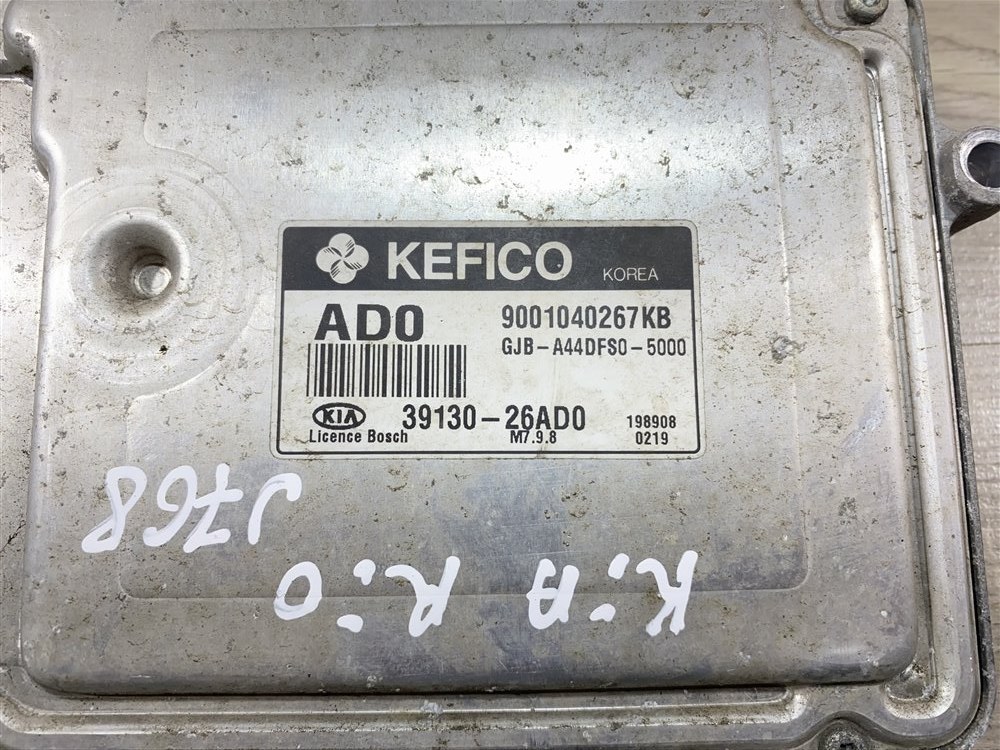 KEFICO KOREA
AD0 9001040267KB
GJB-A44DFS0-5000
KIA 39130-26AD0 198908
Licence Bosch M7.9.8 0219
KiA RiO
J768